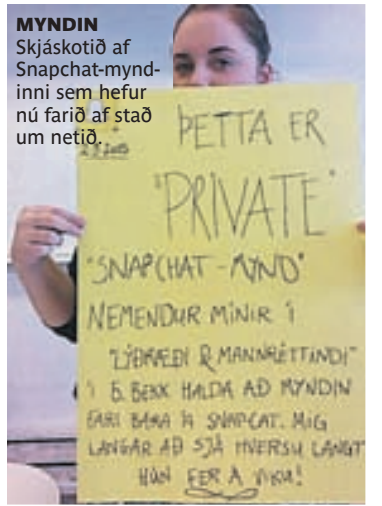 MYNDIN
Skjáskotið af
Snapchat-mynd-
inni sem hefur
nú farið af stað
um netið.
ÞETTA ER
"PRIVATE"
"SNAPCHAT-MYND"
NEMENDUR MÍNIR Í
"LÝÐRÆÐI & MANNRÉTTINDI"
Í 5. BEKK HALDA AÐ MYNDIN
FARI BARA Á SNAPCAT. MIG
LANGAR AÐ SJÁ HVERSU LANGT
HÚN FER Á VIKU!